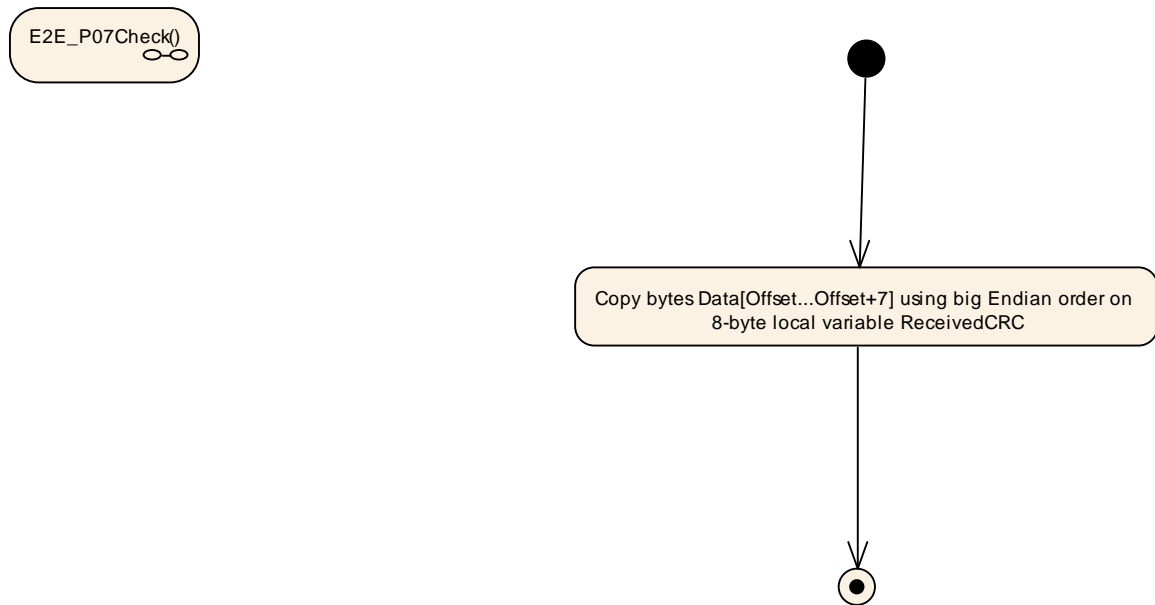 E2E_P07Check()
Copy bytes Data[Offset...Offset+7] using big Endian order on
8-byte local variable ReceivedCRC